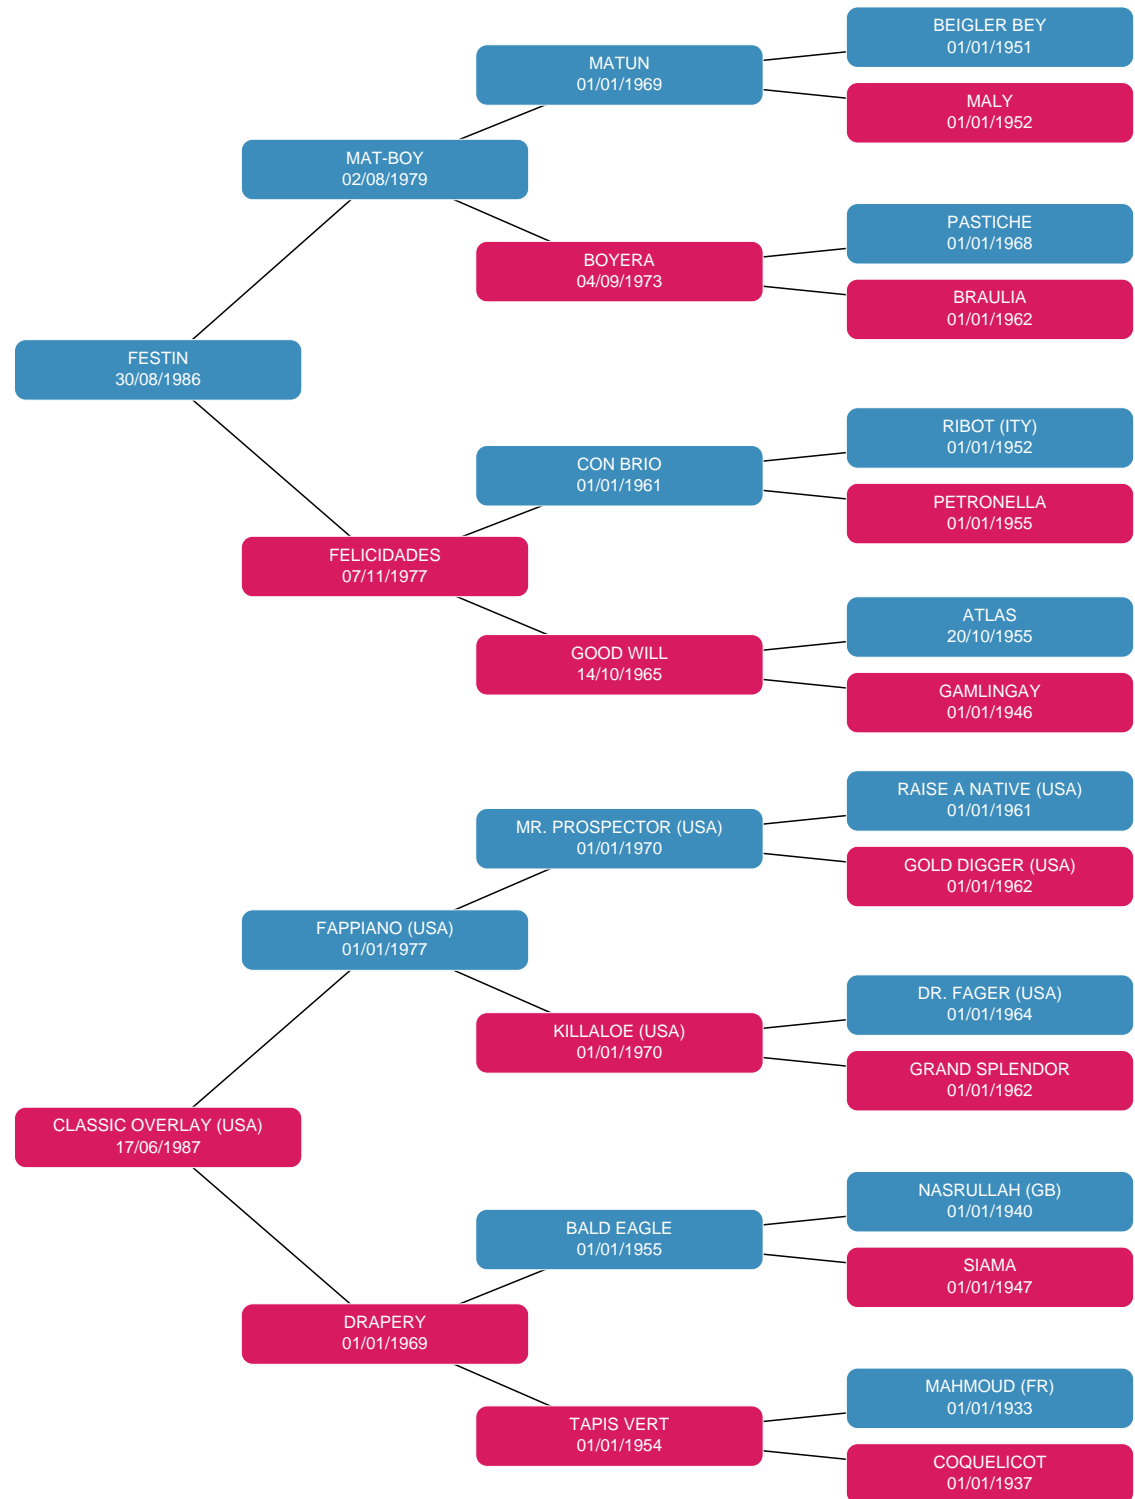 BEIGLER BEY
01/01/1951
MATUN
01/01/1969
MALY
01/01/1952
MAT-BOY
02/08/1979
PASTICHE
01/01/1968
BOYERA
04/09/1973
BRAULIA
01/01/1962
FESTIN
30/08/1986
RIBOT (ITY)
01/01/1952
CON BRIO
01/01/1961
PETRONELLA
01/01/1955
FELICIDADES
07/11/1977
ATLAS
20/10/1955
GOOD WILL
14/10/1965
GAMLINGAY
01/01/1946
RAISE A NATIVE (USA)
01/01/1961
MR. PROSPECTOR (USA)
01/01/1970
GOLD DIGGER (USA)
01/01/1962
FAPPIANO (USA)
01/01/1977
DR. FAGER (USA)
01/01/1964
KILLALOE (USA)
01/01/1970
GRAND SPLENDOR
01/01/1962
CLASSIC OVERLAY (USA)
17/06/1987
NASRULLAH (GB)
01/01/1940
BALD EAGLE
01/01/1955
SIAMA
01/01/1947
DRAPERY
01/01/1969
MAHMOUD (FR)
01/01/1933
TAPIS VERT
01/01/1954
COQUELICOT
01/01/1937